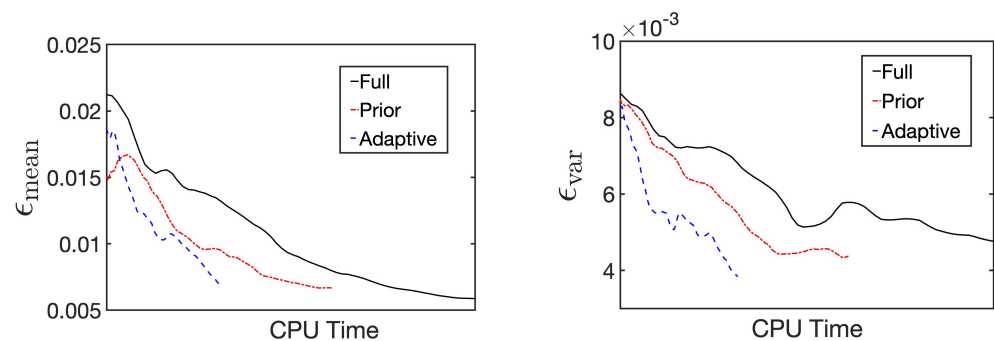 0.025
0.02
0.015
0.01
0.005
ϵmean
CPU Time
Full
Prior
Adaptive
×10-3
10
8
6
4
ϵvar
CPU Time
Full
Prior
Adaptive